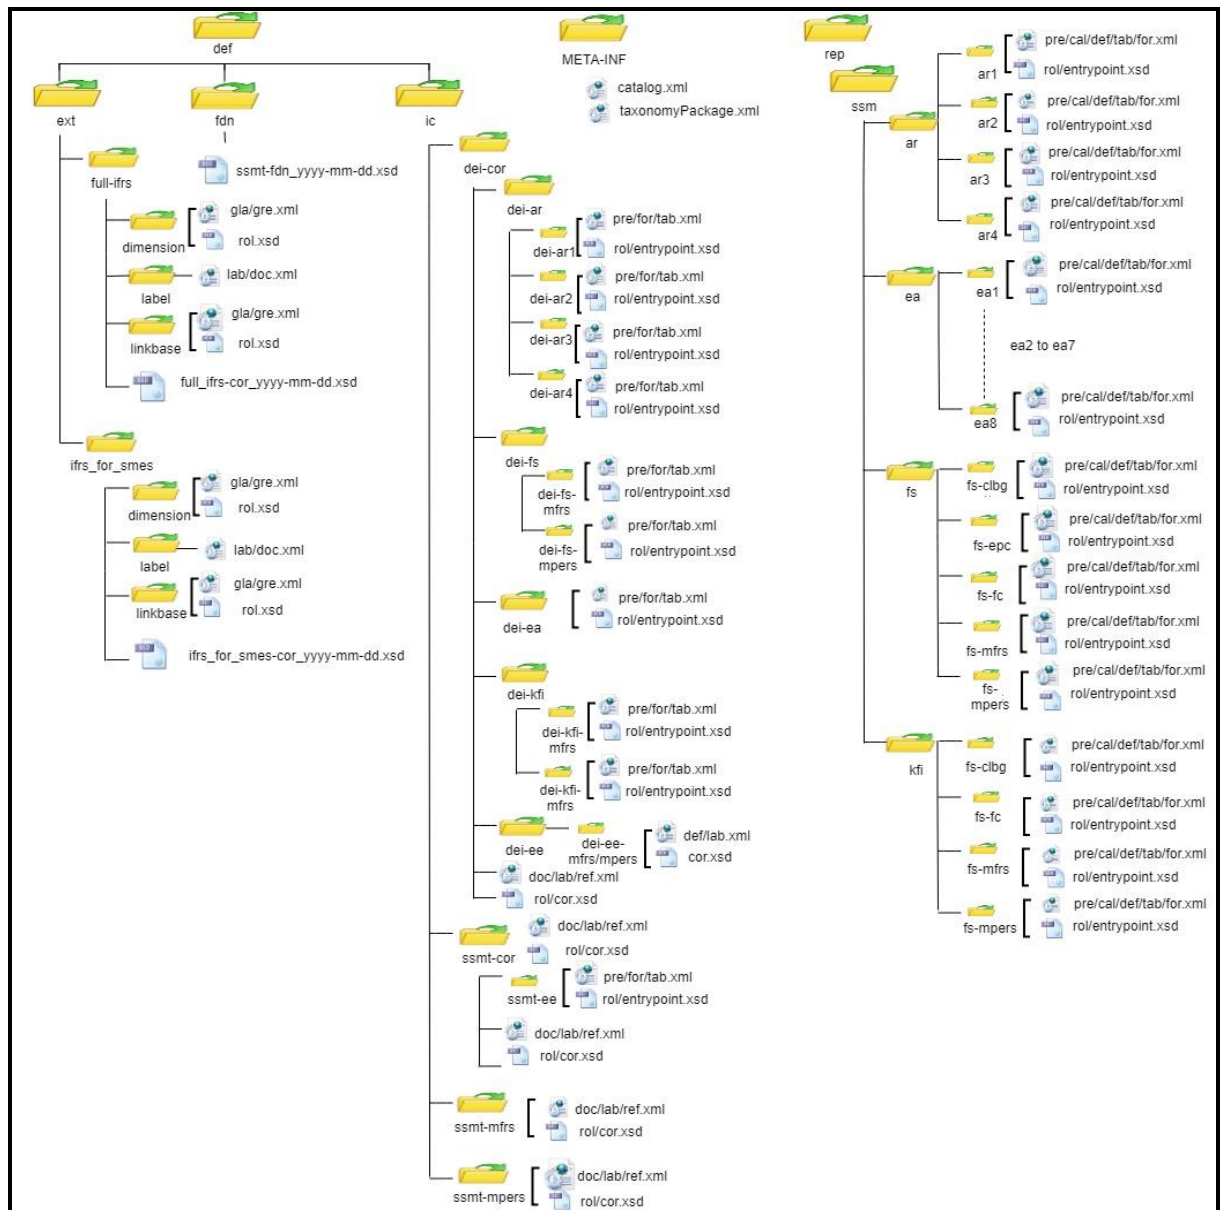 def
ext
fdn
ic
full-ifrs
ssmt-fdn_yyyy-mm-dd.xsd
dimension
gla/gre.xml
rol.xsd
label
lab/doc.xml
linkbase
gla/gre.xml
rol.xsd
full_ifrs-cor_yyyy-mm-dd.xsd
ifrs_for_smes
dimension
gla/gre.xml
rol.xsd
label
lab/doc.xml
linkbase
gla/gre.xml
rol.xsd
ifrs_for_smes-cor_yyyy-mm-dd.xsd
dei-cor
dei-ar
dei-ar1
pre/for/tab.xml
rol/entrypoint.xsd
dei-ar2
pre/for/tab.xml
rol/entrypoint.xsd
dei-ar3
pre/for/tab.xml
rol/entrypoint.xsd
dei-ar4
pre/for/tab.xml
rol/entrypoint.xsd
dei-fs
dei-fs-
mfrs
pre/for/tab.xml
rol/entrypoint.xsd
dei-fs-
mpers
pre/for/tab.xml
rol/entrypoint.xsd
dei-ea
pre/for/tab.xml
rol/entrypoint.xsd
dei-kfi
dei-kfi-
mfrs
pre/for/tab.xml
rol/entrypoint.xsd
dei-kfi-
mfrs
pre/for/tab.xml
rol/entrypoint.xsd
dei-ee
dei-ee-
mfrs/mpers
def/lab.xml
cor.xsd
doc/lab/ref.xml
rol/cor.xsd
ssmt-cor
doc/lab/ref.xml
rol/cor.xsd
ssmt-ee
pre/for/tab.xml
rol/entrypoint.xsd
doc/lab/ref.xml
rol/cor.xsd
ssmt-mfrs
doc/lab/ref.xml
rol/cor.xsd
ssmt-mpers
doc/lab/ref.xml
rol/cor.xsd
META-INF
catalog.xml
taxonomyPackage.xml
rep
ssm
ar
ar1
pre/cal/def/tab/for.xml
rol/entrypoint.xsd
ar2
pre/cal/def/tab/for.xml
rol/entrypoint.xsd
ar3
pre/cal/def/tab/for.xml
rol/entrypoint.xsd
ar4
pre/cal/def/tab/for.xml
rol/entrypoint.xsd
ea
ea1
pre/cal/def/tab/for.xml
rol/entrypoint.xsd
ea2 to ea7
ea8
pre/cal/def/tab/for.xml
rol/entrypoint.xsd
fs
fs-clbg
pre/cal/def/tab/for.xml
rol/entrypoint.xsd
fs-epc
pre/cal/def/tab/for.xml
rol/entrypoint.xsd
fs-fc
pre/cal/def/tab/for.xml
rol/entrypoint.xsd
fs-mfrs
pre/cal/def/tab/for.xml
rol/entrypoint.xsd
fs-
mpers
pre/cal/def/tab/for.xml
rol/entrypoint.xsd
kfi
fs-clbg
pre/cal/def/tab/for.xml
rol/entrypoint.xsd
fs-fc
pre/cal/def/tab/for.xml
rol/entrypoint.xsd
fs-mfrs
pre/cal/def/tab/for.xml
rol/entrypoint.xsd
fs-mpers
pre/cal/def/tab/for.xml
rol/entrypoint.xsd